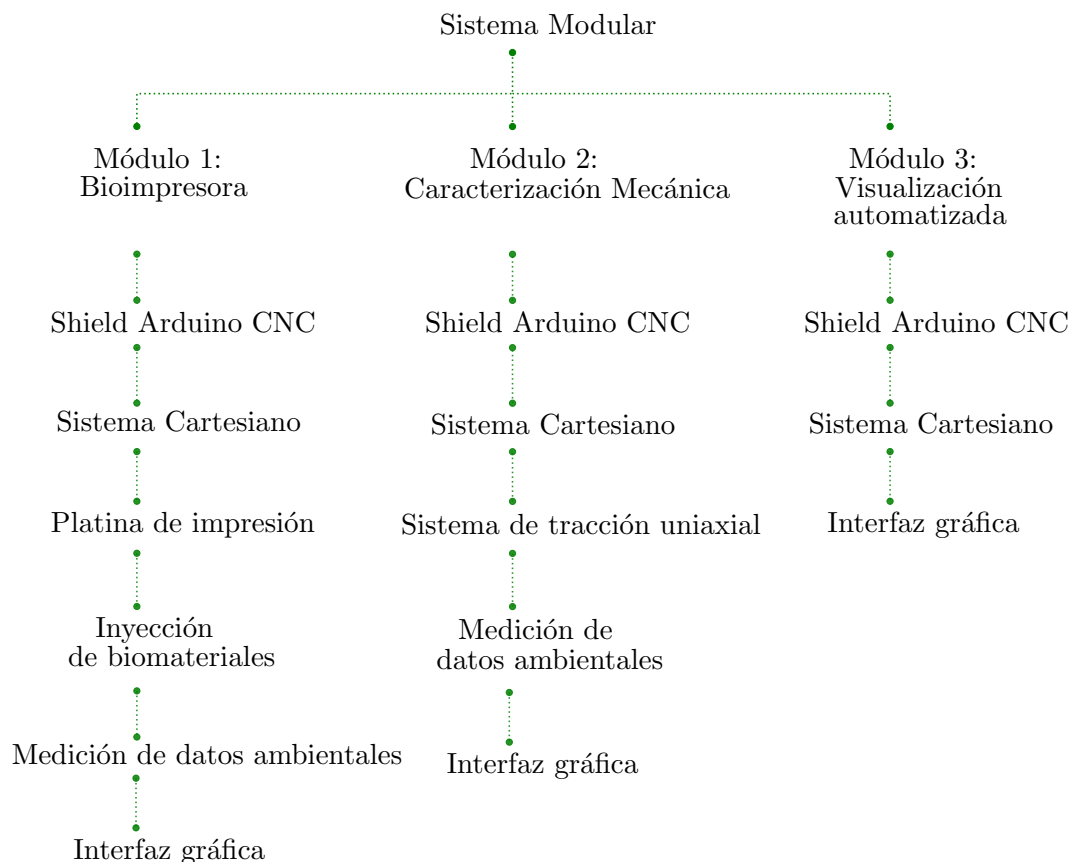 Sistema Modular
Módulo 1:
Bioimpresora
Módulo 2:
Caracterización Mecánica
Módulo 3:
Visualización
automatizada
Shield Arduino CNC
Shield Arduino CNC
Shield Arduino CNC
Sistema Cartesiano
Sistema Cartesiano
Sistema Cartesiano
Platina de impresión
Sistema de tracción uniaxial
Interfaz gráfica
Inyección
de biomateriales
Medición de
datos ambientales
Medición de datos ambientales
Interfaz gráfica
Interfaz gráfica